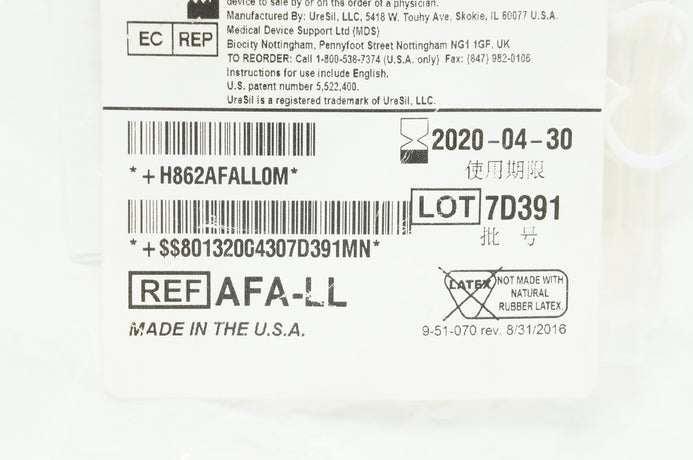 device to sale by or on the order of a physician.
Manufactured By: UreSil, LLC, 5418 W. Touhy Ave, Skokie, IL 60077 U.S.A.
EC REP
Medical Device Support Ltd (MDS)
Biocity Nottingham, Pennyfoot Street Nottingham NG1 1GF, UK
TO REORDER: Call 1-800-538-7374 (U.S.A. only) Fax: (847) 982-0106
Instructions for use include English.
U.S. patent number 5,522,400.
UreSil is a registered trademark of UreSil, LLC.
2020-04-30
使用期限
*+H862AFALL0M*
LOT 7D391
批 号
*+$$80132004307D391MN*
REF AFA-LL
LATEX
NOT MADE WITH
NATURAL
RUBBER LATEX.
MADE IN THE U.S.A.
9-51-070 rev. 8/31/2016